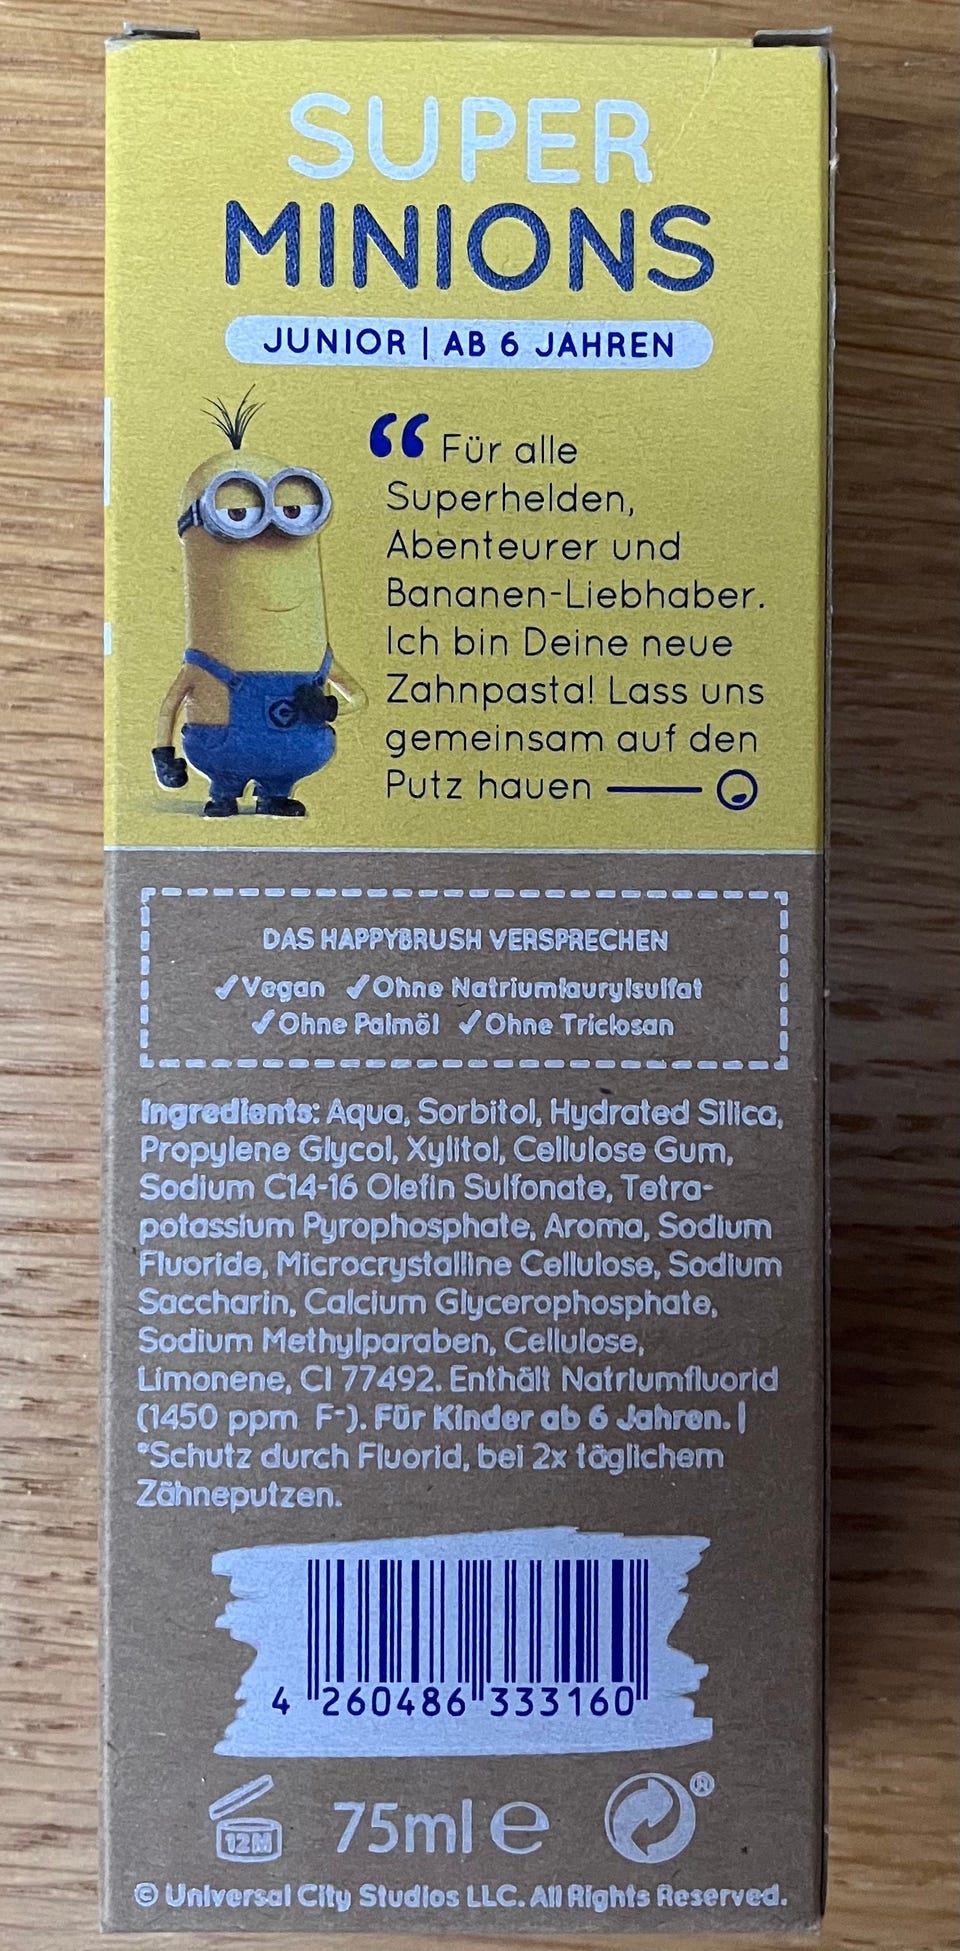 SUPER
MINIONS
JUNIOR | AB 6 JAHREN
“ Für alle
Superhelden,
Abenteurer und
Bananen-Liebhaber.
Ich bin Deine neue
Zahnpasta! Lass uns
gemeinsam auf den
Putz hauen
DAS HAPPYBRUSH VERSPRECHEN
✓Vegan ✓Ohne Natriumlaurylsulfat
✓Ohne Palmöl ✓Ohne Triclosan
Ingredients: Aqua, Sorbitol, Hydrated Silica,
Propylene Glycol, Xylitol, Cellulose Gum,
Sodium C14-16 Olefin Sulfonate, Tetra-
potassium Pyrophosphate, Aroma, Sodium
Fluoride, Microcrystalline Cellulose, Sodium
Saccharin, Calcium Glycerophosphate,
Sodium Methylparaben, Cellulose,
Limonene, CI 77492. Enthält Natriumfluorid
(1450 ppm F-). Für Kinder ab 6 Jahren. |
*Schutz durch Fluorid, bei 2x täglichem
Zähneputzen.
4 260486 333160
12M 75ml e ®
© Universal City Studios LLC. All Rights Reserved.